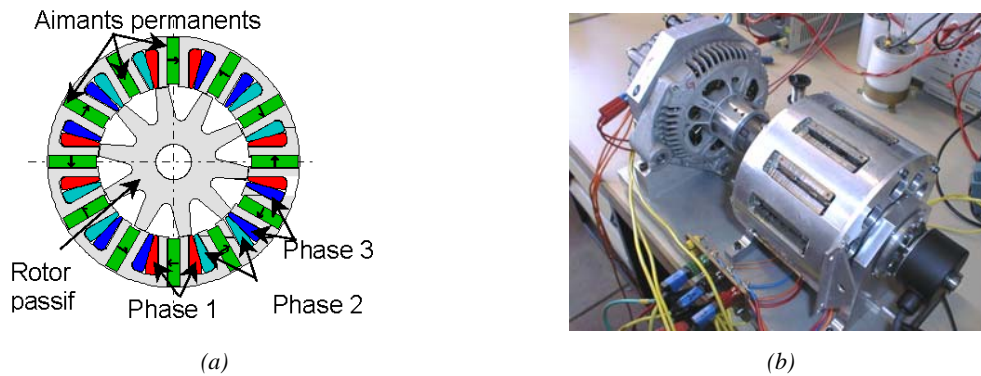 Aimants permanents
Phase 3
Rotor
passif
Phase 1
Phase 2
(a)
(b)